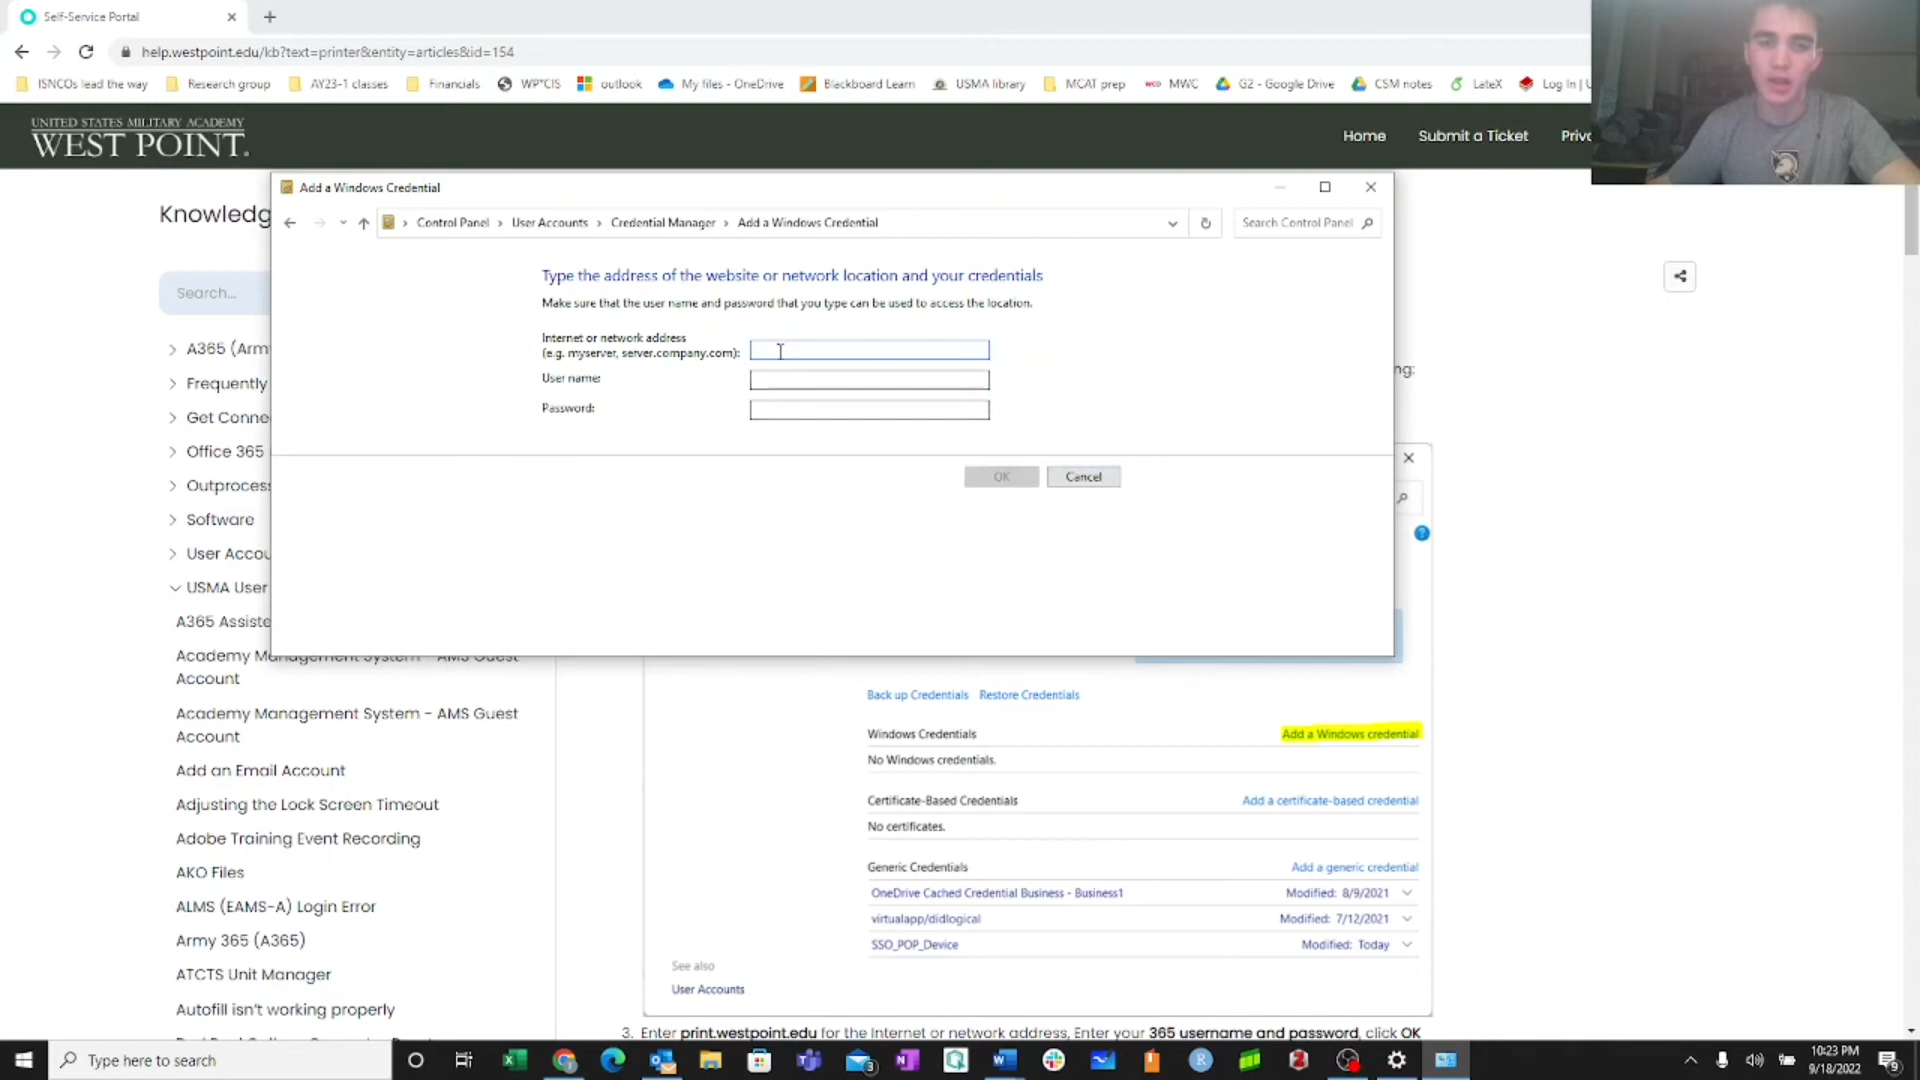 Self-Service Portal
help.westpoint.edu/kb?text=printer&entity=articles&id=154
ISNCOs lead the way
Research group
AY23-1 classes
Financials
WP*CIS
outlook
My files - OneDrive
Blackboard Learn
USMA library
MCAT prep
MWC
G2 - Google Drive
CSM notes
LateX
Log In | U
UNITED STATES MILITARY ACADEMY
WEST POINT.
Home
Submit a Ticket
Priv
Knowledg
Search...
Add a Windows Credential
Control Panel > User Accounts > Credential Manager > Add a Windows Credential
Search Control Panel
Type the address of the website or network location and your credentials
Make sure that the user name and password that you type can be used to access the location.
Internet or network address
(e.g. myserver, server.company.com):
User name:
Password:
OK
Cancel
ng:
A365 (Arm
Frequently
Get Conne
Office 365
Outproces
Software
User Accou
USMA User
A365 Assiste
Academy Management System - AMS Guest
Account
Academy Management System - AMS Guest
Account
Add an Email Account
Adjusting the Lock Screen Timeout
Adobe Training Event Recording
AKO Files
ALMS (EAMS-A) Login Error
Army 365 (A365)
ATCTS Unit Manager
Autofill isn't working properly
Back up Credentials
Restore Credentials
Windows Credentials
Add a Windows credential
No Windows credentials.
Certificate-Based Credentials
Add a certificate-based credential
No certificates.
Generic Credentials
Add a generic credential
OneDrive Cached Credential Business - Business1
Modified: 8/9/2021
virtualapp/didlogical
Modified: 7/12/2021
SSO_POP_Device
Modified: Today
See also
User Accounts
3. Enter print.westpoint.edu for the Internet or network address, Enter your 365 username and password, click OK
Type here to search
10:23 PM
9/18/2022